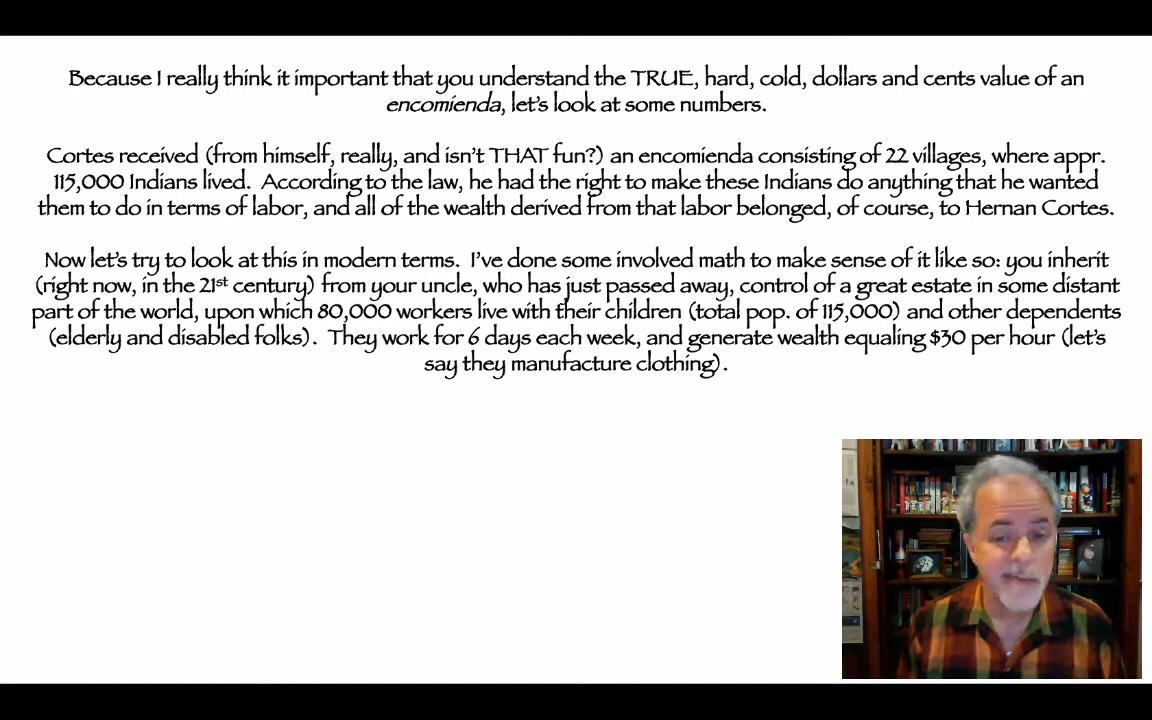 Because I really think it important that you understand the TRUE, hard, cold, dollars and cents value of an
encomienda, let's look at some numbers.
Cortes received (from himself, really, and isn't THAT fun?) an encomienda consisting of 22 villages, where appr.
115,000 Indians lived.  According to the law, he had the right to make these Indians do anything that he wanted
them to do in terms of labor, and all of the wealth derived from that labor belonged, of course, to Hernan Cortes.
Now let's try to look at this in modern terms.  I've done some involved math to make sense of it like so: you inherit
(right now, in the 21st century) from your uncle, who has just passed away, control of a great estate in some distant
part of the world, upon which 80,000 workers live with their children (total pop. of 115,000) and other dependents
(elderly and disabled folks).  They work for 6 days each week, and generate wealth equaling $30 per hour (let's
say they manufacture clothing).